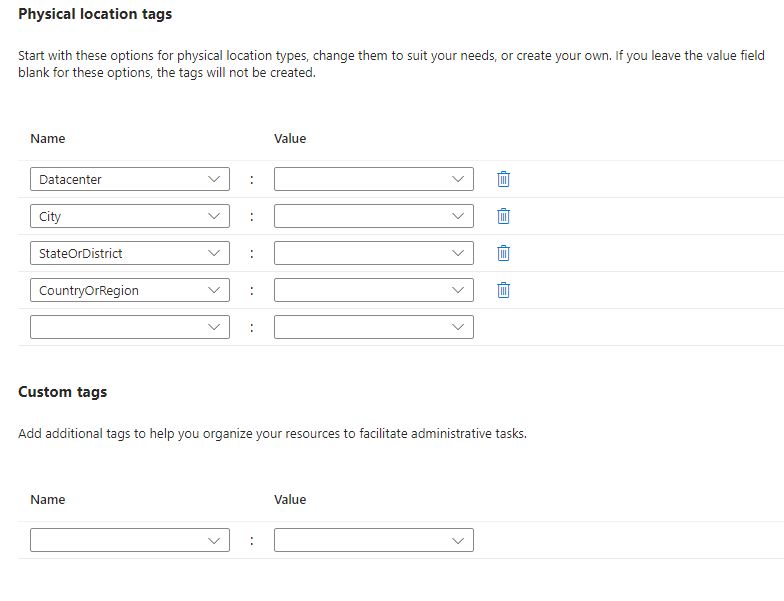 Physical location tags
Start with these options for physical location types, change them to suit your needs, or create your own. If you leave the value field
blank for these options, the tags will not be created.
Name Value
Datacenter :
City :
StateOrDistrict :
CountryOrRegion :
:
Custom tags
Add additional tags to help you organize your resources to facilitate administrative tasks.
Name Value
: